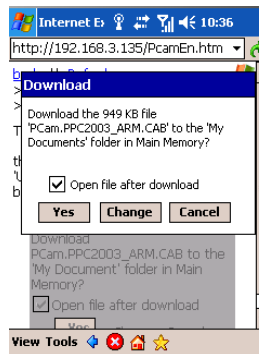 Internet Ex 10:36
http://192.168.3.135/PcamEn.htm
Download
Download the 949 KB file
'PCam.PPC2003_ARM.CAB' to the 'My
Documents' folder in Main
Memory?
Open file after download
Yes Change Cancel
Download
PCam.PPC2003_ARM.CAB to the
'My Document' folder in Main
Memory?
Open file after download
Yes
View Tools